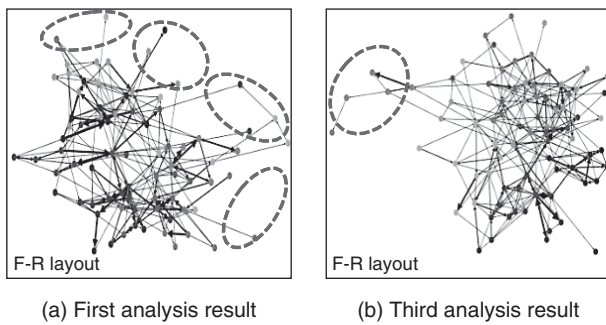 F-R layout
F-R layout
(a) First analysis result
(b) Third analysis result